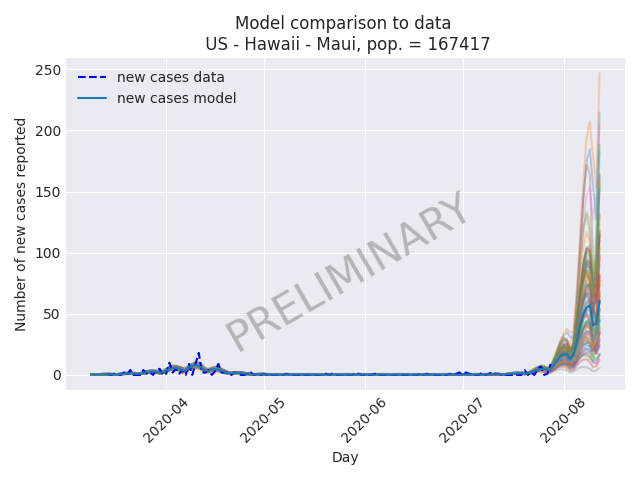 Model comparison to data
US - Hawaii - Maui, pop. = 167417
new cases data
new cases model
250
200
150
100
50
0
Number of new cases reported
PRELIMINARY
2020-04
2020-05
2020-06
2020-07
2020-08
Day